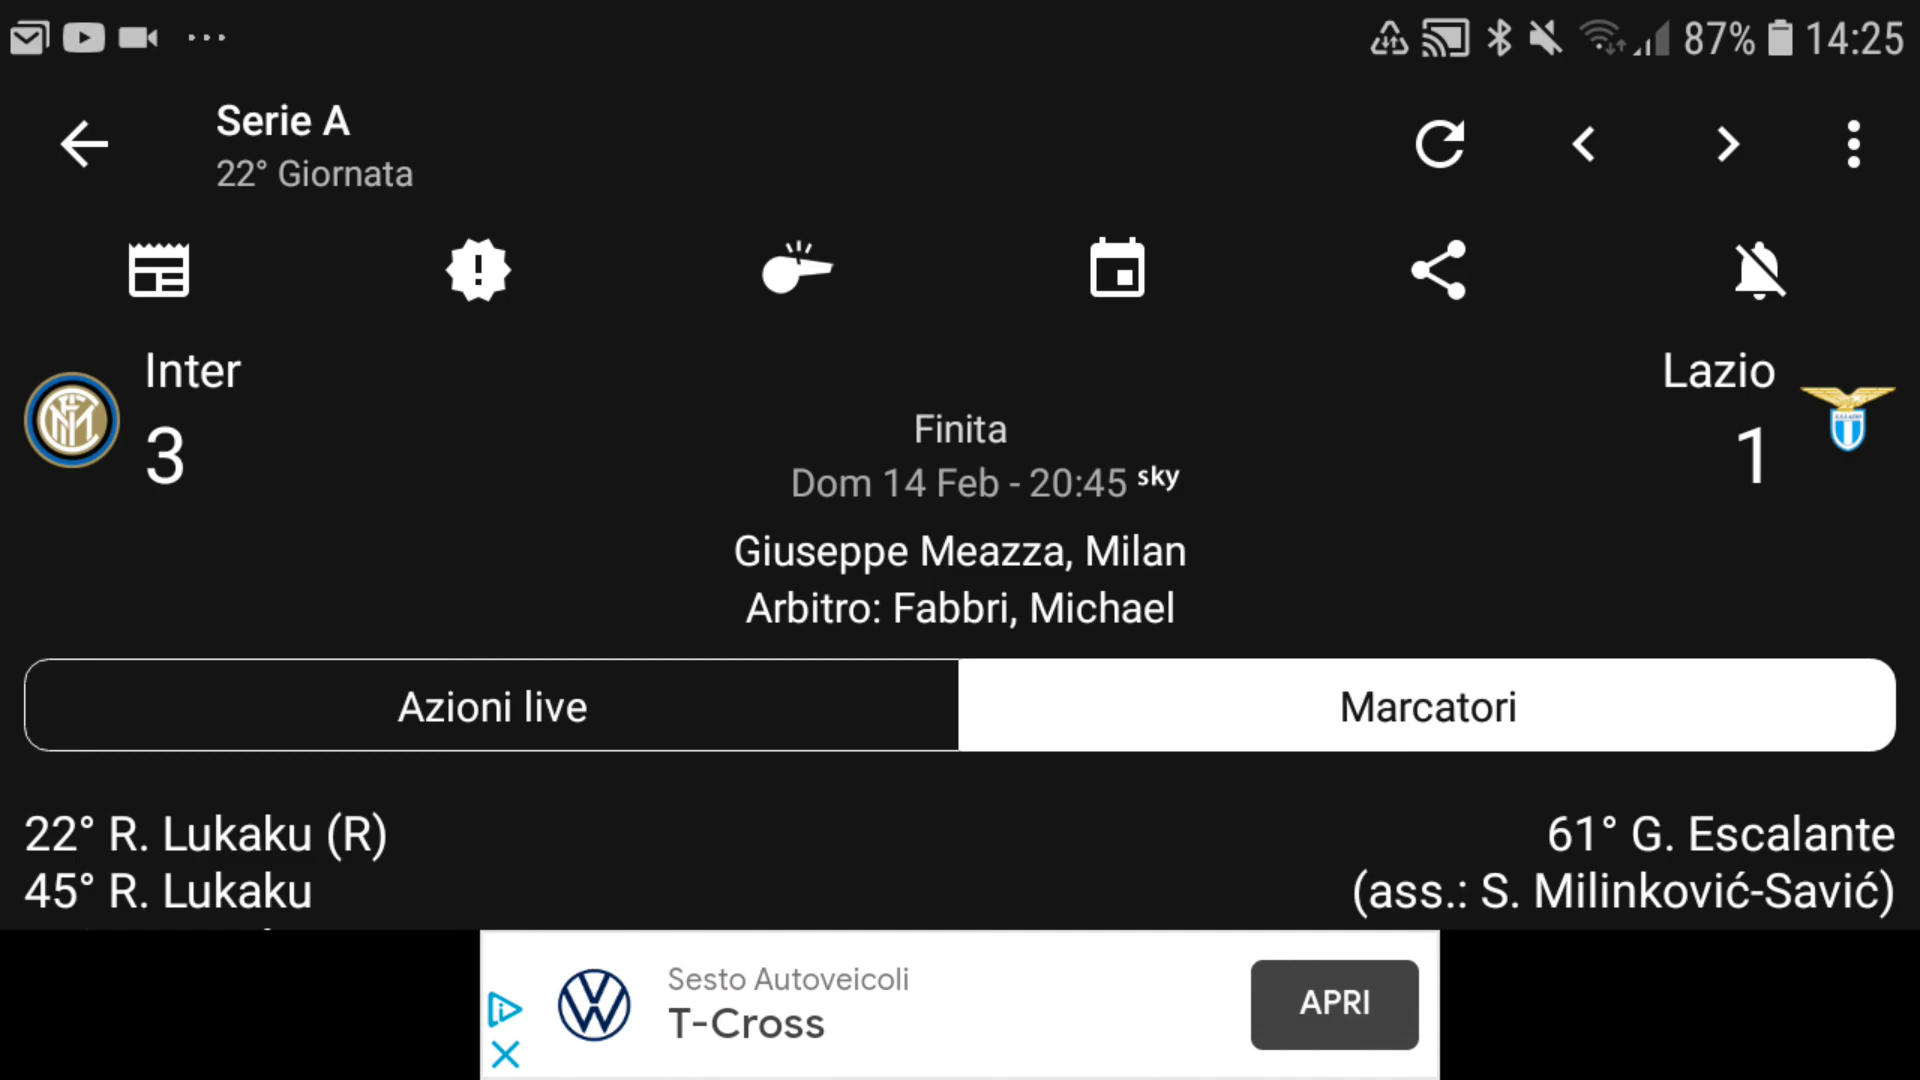 87% 14:25
Serie A
22° Giornata
Inter
Lazio
3
1
Finita
Dom 14 Feb - 20:45 sky
Giuseppe Meazza, Milan
Arbitro: Fabbri, Michael
Azioni live
Marcatori
22° R. Lukaku (R)
61° G. Escalante
45° R. Lukaku
(ass.: S. Milinković-Savić)
Sesto Autoveicoli
T-Cross
APRI